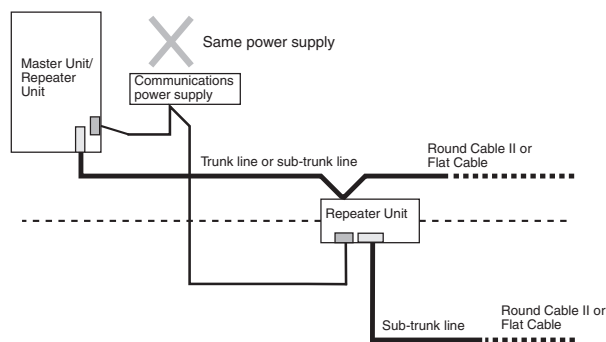 Same power supply
Master Unit/
Repeater
Unit
Communications
power supply
Trunk line or sub-trunk line
Round Cable II or
Flat Cable
Repeater Unit
Sub-trunk line
Round Cable II or
Flat Cable